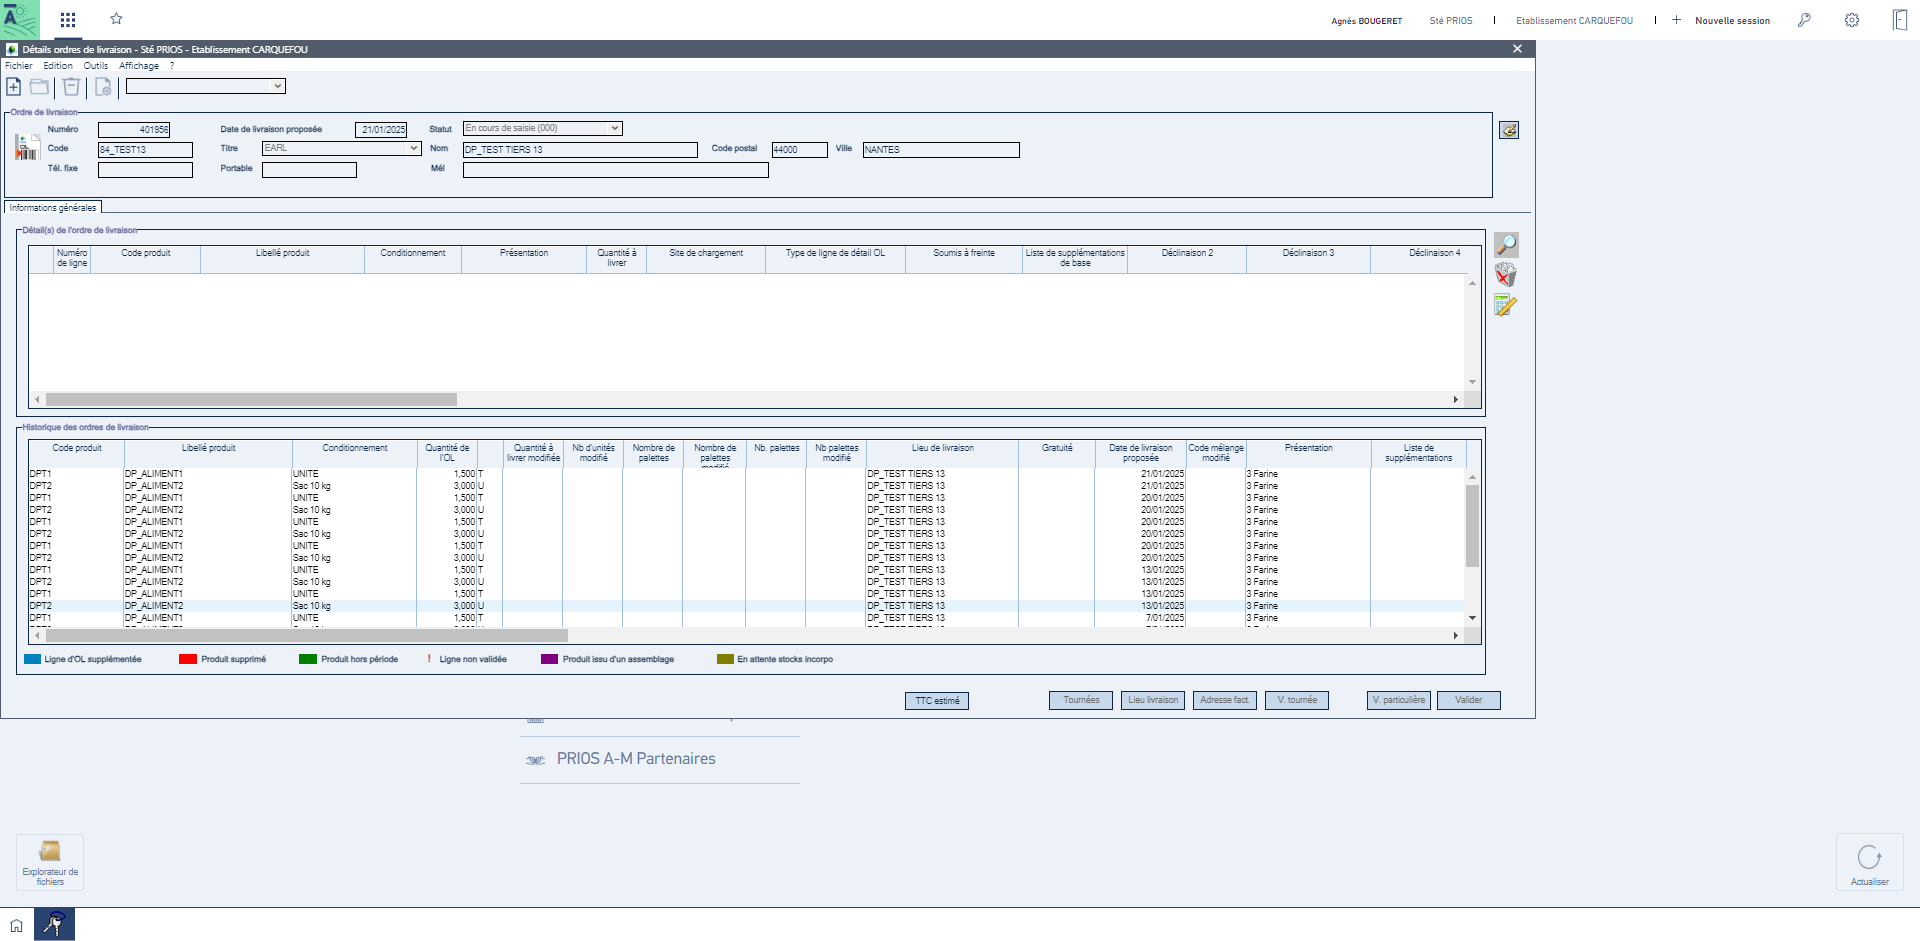 Agnès BOUGERET Sté PRIOS Etablissement CARQUEFOU Nouvelle session
Détails ordres de livraison - Sté PRIOS - Etablissement CARQUEFOU
Fichier Edition Outils Affichage ?
Ordre de livraison
Numéro 401956 Date de livraison proposée 21/01/2025 Statut En cours de saisie (000)
Code 84_TEST13 Titre EARL Nom DP_TEST TIERS 13 Code postal 44000 Ville NANTES
Tél. fixe Portable Mél
Informations générales
Détail(s) de l'ordre de livraison
Numéro de ligne Code produit Libellé produit Conditionnement Présentation Quantité à livrer Site de chargement Type de ligne de détail OL Soumis à freinte Liste de supplémentations de base Déclinaison 2 Déclinaison 3 Déclinaison 4
Historique des ordres de livraison
Code produit Libellé produit Conditionnement Quantité de l'OL Quantité à livrer modifiée Nb d'unités modifié Nombre de palettes Nombre de palettes modifié Nb. palettes Nb palettes modifié Lieu de livraison Gratuité Date de livraison proposée Code mélange modifié Présentation Liste de supplémentations
DPT1 DP_ALIMENT1 UNITE 1,500 T DP_TEST TIERS 13 21/01/2025 3 Farine
DPT2 DP_ALIMENT2 Sac 10 kg 3,000 U DP_TEST TIERS 13 21/01/2025 3 Farine
DPT1 DP_ALIMENT1 UNITE 1,500 T DP_TEST TIERS 13 20/01/2025 3 Farine
DPT2 DP_ALIMENT2 Sac 10 kg 3,000 U DP_TEST TIERS 13 20/01/2025 3 Farine
DPT1 DP_ALIMENT1 UNITE 1,500 T DP_TEST TIERS 13 20/01/2025 3 Farine
DPT2 DP_ALIMENT2 Sac 10 kg 3,000 U DP_TEST TIERS 13 20/01/2025 3 Farine
DPT1 DP_ALIMENT1 UNITE 1,500 T DP_TEST TIERS 13 20/01/2025 3 Farine
DPT2 DP_ALIMENT2 Sac 10 kg 3,000 U DP_TEST TIERS 13 20/01/2025 3 Farine
DPT1 DP_ALIMENT1 UNITE 1,500 T DP_TEST TIERS 13 13/01/2025 3 Farine
DPT2 DP_ALIMENT2 Sac 10 kg 3,000 U DP_TEST TIERS 13 13/01/2025 3 Farine
DPT1 DP_ALIMENT1 UNITE 1,500 T DP_TEST TIERS 13 13/01/2025 3 Farine
DPT2 DP_ALIMENT2 Sac 10 kg 3,000 U DP_TEST TIERS 13 13/01/2025 3 Farine
DPT1 DP_ALIMENT1 UNITE 1,500 T DP_TEST TIERS 13 7/01/2025 3 Farine
Ligne d'OL supplémentée Produit supprimé Produit hors période ! Ligne non validée Produit issu d'un assemblage En attente stocks incorpo
TTC estimé Tournées Lieu livraison Adresse fact. V. tournée V. particulière Valider
PRIOS A-M Partenaires
Explorateur de fichiers
Actualiser